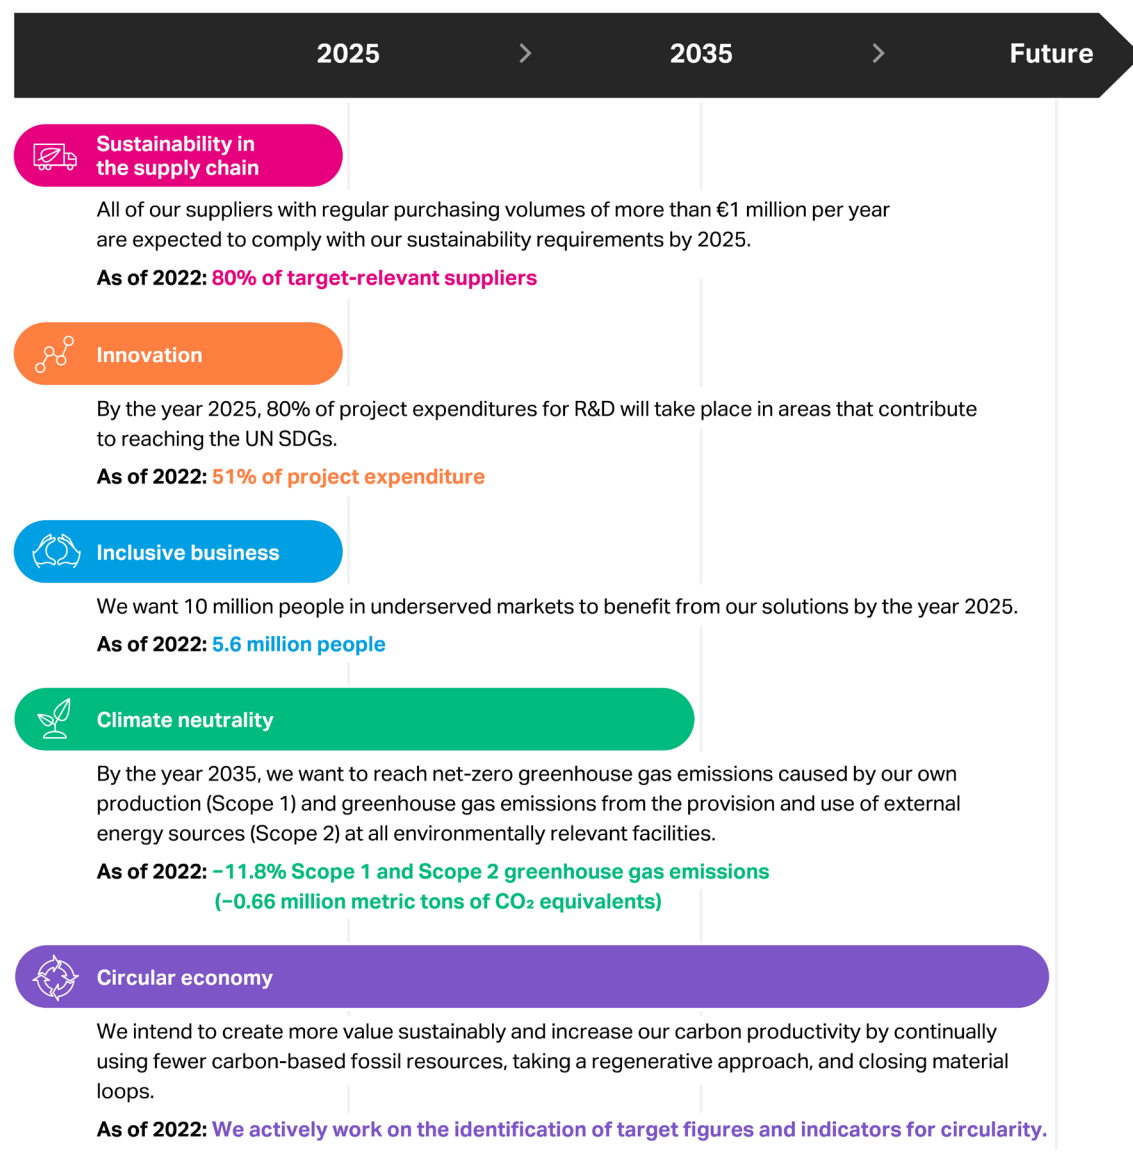 2025 > 2035 > Future
Sustainability in
the supply chain
All of our suppliers with regular purchasing volumes of more than €1 million per year
are expected to comply with our sustainability requirements by 2025.
As of 2022: 80% of target-relevant suppliers
Innovation
By the year 2025, 80% of project expenditures for R&D will take place in areas that contribute
to reaching the UN SDGs.
As of 2022: 51% of project expenditure
Inclusive business
We want 10 million people in underserved markets to benefit from our solutions by the year 2025.
As of 2022: 5.6 million people
Climate neutrality
By the year 2035, we want to reach net-zero greenhouse gas emissions caused by our own
production (Scope 1) and greenhouse gas emissions from the provision and use of external
energy sources (Scope 2) at all environmentally relevant facilities.
As of 2022: −11.8% Scope 1 and Scope 2 greenhouse gas emissions
(−0.66 million metric tons of CO₂ equivalents)
Circular economy
We intend to create more value sustainably and increase our carbon productivity by continually
using fewer carbon-based fossil resources, taking a regenerative approach, and closing material
loops.
As of 2022: We actively work on the identification of target figures and indicators for circularity.